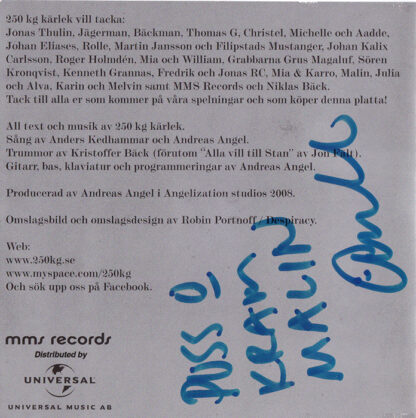 250 kg kärlek vill tacka:
Jonas Thulin, Jägerman, Bäckman, Thomas G, Christel, Michelle och Aadde,
Johan Eliases, Rolle, Martin Jansson och Filipstads Mustanger, Johan Kalix
Carlsson, Roger Holmdén, Mia och William, Grabbarna Grus Magaluf, Sören
Kronqvist, Kenneth Grannas, Fredrik och Jonas RC, Mia & Karro, Malin, Julia
och Alva, Karin och Melvin samt MMS Records och Niklas Bäck.
Tack till alla er som kommer på våra spelningar och som köper denna platta!
All text och musik av 250 kg kärlek.
Sång av Anders Kedhammar och Andreas Angel.
Trummor av Kristoffer Bäck (förutom "Alla vill till Stan" av Jon Fält).
Gitarr, bas, klaviatur och programmeringar av Andreas Angel.
Producerad av Andreas Angel i Angelization studios 2008.
Omslagsbild och omslagsdesign av Robin Portnoff / Despiracy.
Web:
www.250kg.se
www.myspace.com/250kg
Och sök upp oss på Facebook.
mms records
Distributed by
UNIVERSAL
UNIVERSAL MUSIC AB
PUSS O
KRAM
MALIN